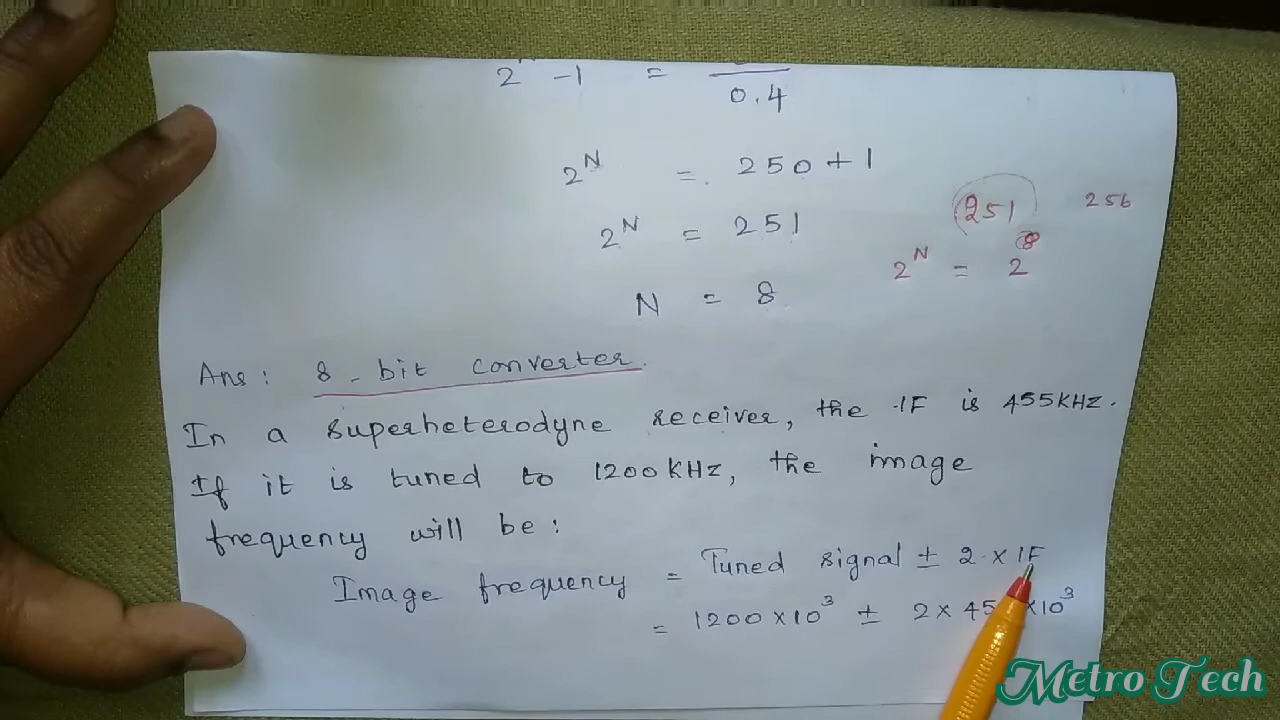 2^N - 1 = 
0.4
2^N = 250 + 1
2^N = 251
251 256
2^N = 2^8
N = 8
Ans: 8-bit converter.
In a superheterodyne receiver, the IF is 455KHZ.
If it is tuned to 1200KHZ, the image
frequency will be:
Image frequency = Tuned signal ± 2 × IF
= 1200 × 10^3 ± 2 × 45 × 10^3
Metro Tech